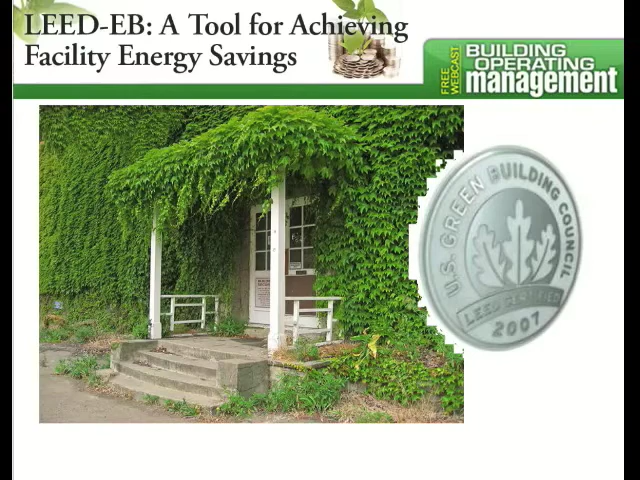 LEED-EB: A Tool for Achieving
Facility Energy Savings
FREE
WEBCAST
BUILDING
OPERATING
management
U.S. GREEN BUILDING COUNCIL
LEED CERTIFIED
2007